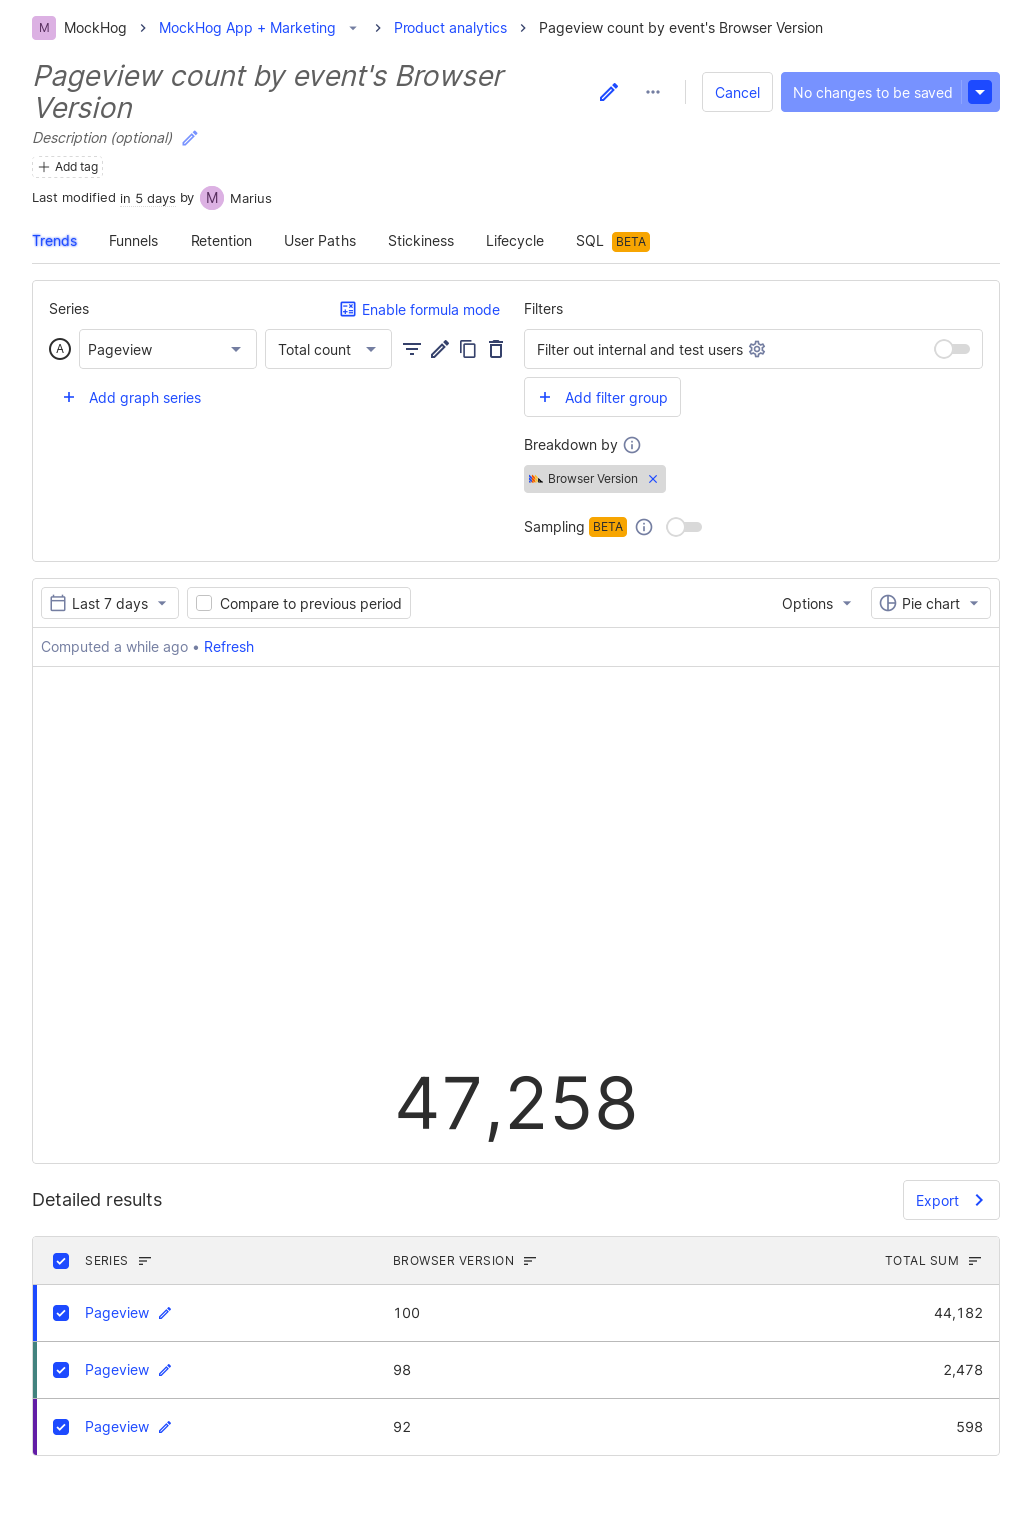 M MockHog MockHog App + Marketing Product analytics Pageview count by event's Browser Version
Pageview count by event's Browser
Version
Cancel No changes to be saved
Description (optional)
Add tag
Last modified in 5 days by M Marius
Trends Funnels Retention User Paths Stickiness Lifecycle SQL BETA
Series Enable formula mode
A Pageview Total count
Add graph series
Filters
Filter out internal and test users
Add filter group
Breakdown by
Browser Version
Sampling BETA
Last 7 days Compare to previous period Options Pie chart
Computed a while ago • Refresh
47,258
Detailed results Export
SERIES BROWSER VERSION TOTAL SUM
Pageview 100 44,182
Pageview 98 2,478
Pageview 92 598